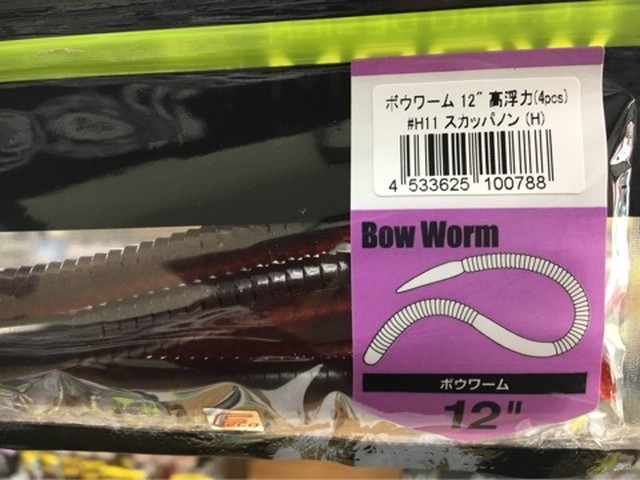 ボウワーム 12" 高浮力(4pcs)
#H11 スカッパノン (H)
4 533625 100788
Bow Worm
ボウワーム
12"